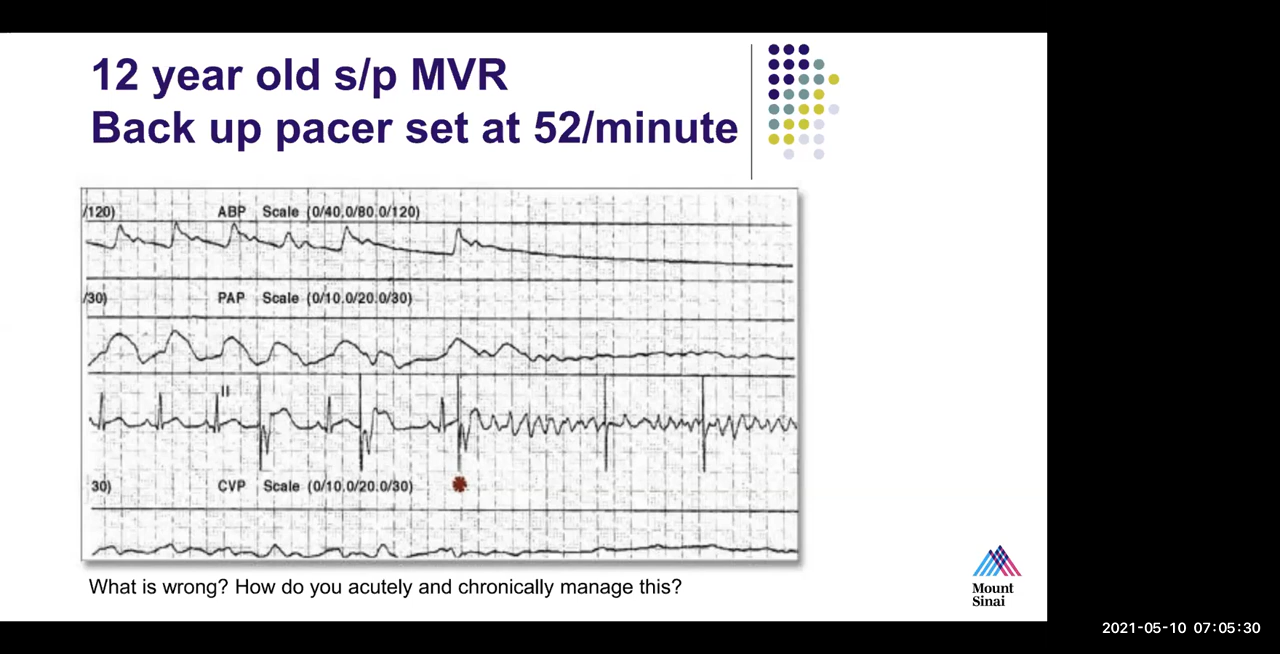 12 year old s/p MVR
Back up pacer set at 52/minute
/120) ABP Scale (0/40,0/80.0/120)
/30) PAP Scale (0/10.0/20.0/30)
II
30) CVP Scale (0/10.0/20.0/30)
What is wrong? How do you acutely and chronically manage this?
Mount
Sinai
2021-05-10 07:05:30